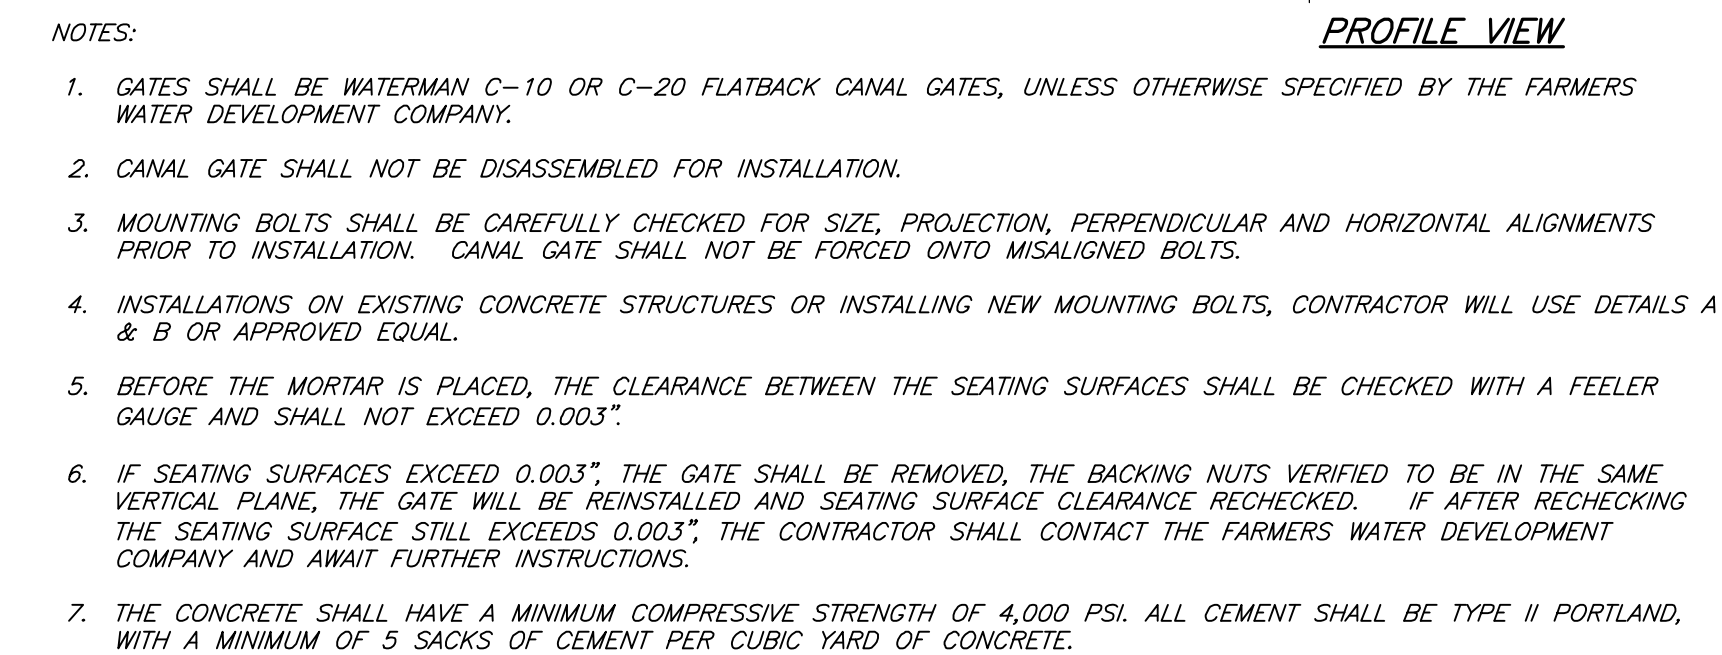 PROFILE VIEW
NOTES:
1. GATES SHALL BE WATERMAN C-10 OR C-20 FLATBACK CANAL GATES, UNLESS OTHERWISE SPECIFIED BY THE FARMERS
WATER DEVELOPMENT COMPANY.
2. CANAL GATE SHALL NOT BE DISASSEMBLED FOR INSTALLATION.
3. MOUNTING BOLTS SHALL BE CAREFULLY CHECKED FOR SIZE, PROJECTION, PERPENDICULAR AND HORIZONTAL ALIGNMENTS
PRIOR TO INSTALLATION. CANAL GATE SHALL NOT BE FORCED ONTO MISALIGNED BOLTS.
4. INSTALLATIONS ON EXISTING CONCRETE STRUCTURES OR INSTALLING NEW MOUNTING BOLTS, CONTRACTOR WILL USE DETAILS A
& B OR APPROVED EQUAL.
5. BEFORE THE MORTAR IS PLACED, THE CLEARANCE BETWEEN THE SEATING SURFACES SHALL BE CHECKED WITH A FEELER
GAUGE AND SHALL NOT EXCEED 0.003".
6. IF SEATING SURFACES EXCEED 0.003", THE GATE SHALL BE REMOVED, THE BACKING NUTS VERIFIED TO BE IN THE SAME
VERTICAL PLANE, THE GATE WILL BE REINSTALLED AND SEATING SURFACE CLEARANCE RECHECKED. IF AFTER RECHECKING
THE SEATING SURFACE STILL EXCEEDS 0.003", THE CONTRACTOR SHALL CONTACT THE FARMERS WATER DEVELOPMENT
COMPANY AND AWAIT FURTHER INSTRUCTIONS.
7. THE CONCRETE SHALL HAVE A MINIMUM COMPRESSIVE STRENGTH OF 4,000 PSI. ALL CEMENT SHALL BE TYPE II PORTLAND,
WITH A MINIMUM OF 5 SACKS OF CEMENT PER CUBIC YARD OF CONCRETE.